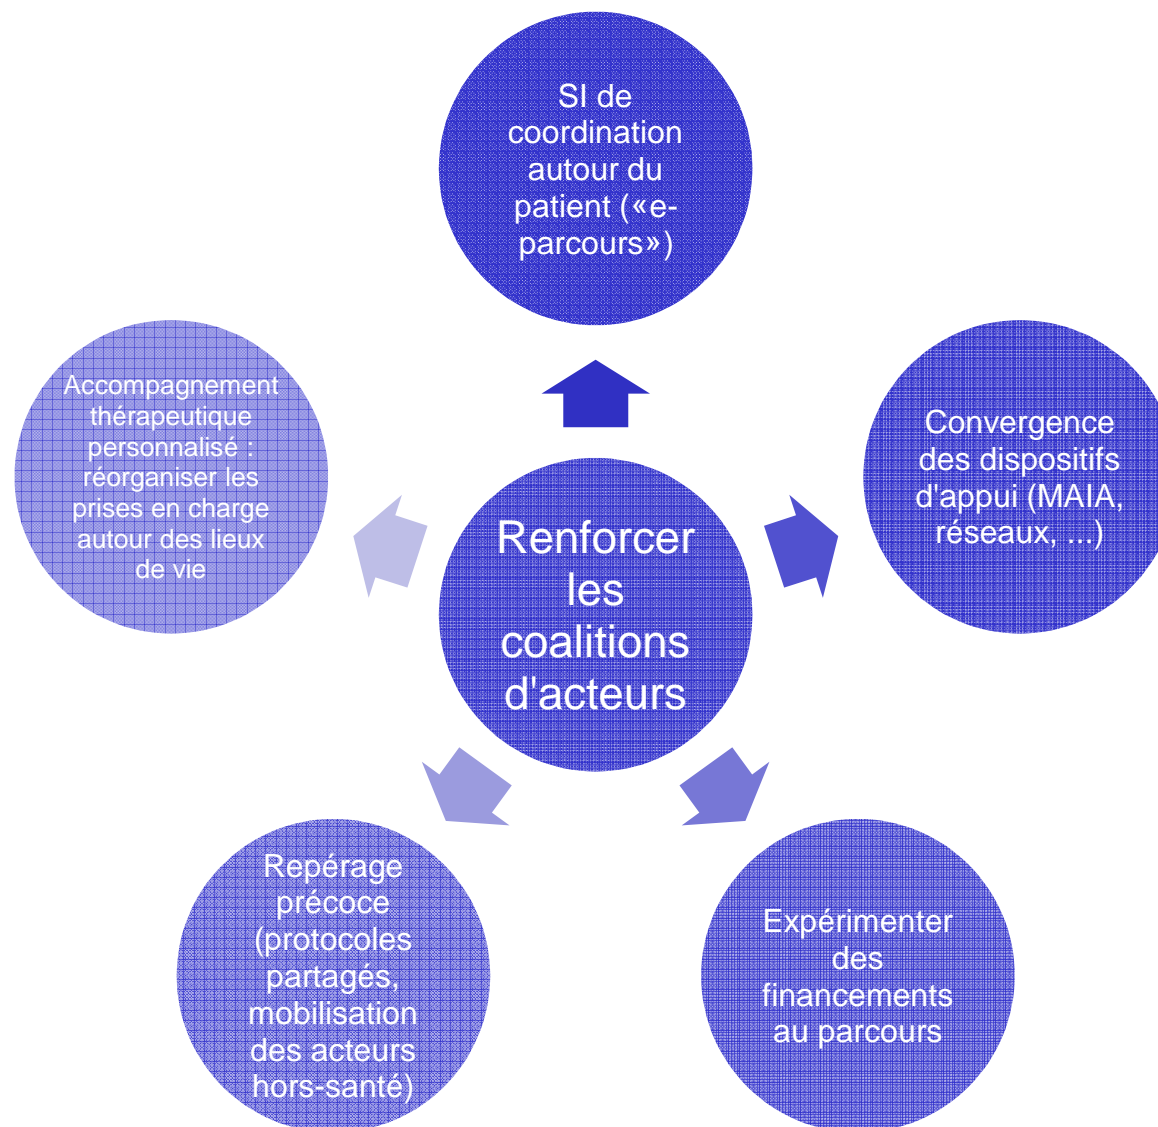 SI de
coordination
autour du
patient («e-
parcours»)
Accompagnement
thérapeutique
personnalisé :
réorganiser les
prises en charge
autour des lieux
de vie
Convergence
des dispositifs
d'appui (MAIA,
réseaux, ...)
Renforcer
les
coalitions
d'acteurs
Repérage
précoce
(protocoles
partagés,
mobilisation
des acteurs
hors-santé)
Expérimenter
des
financements
au parcours